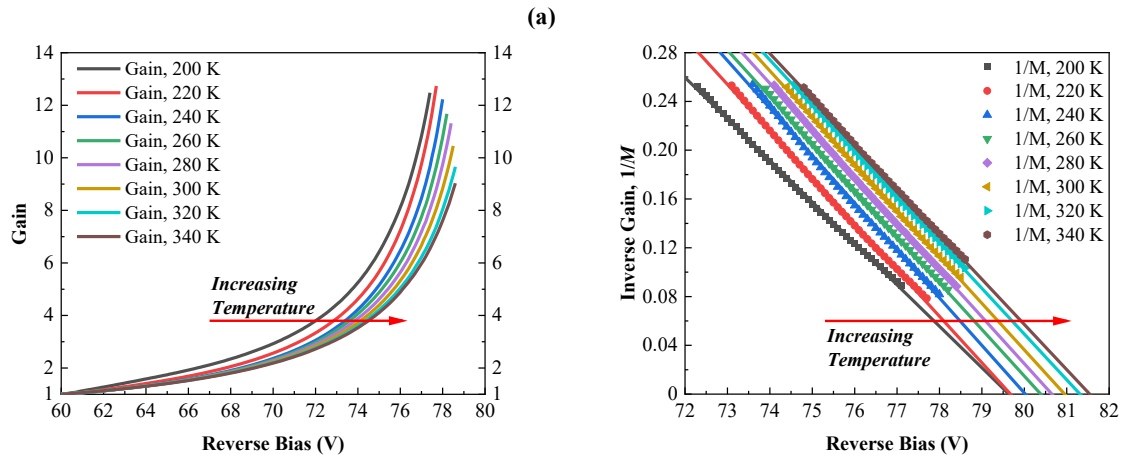 (a)
14
12
10
8
6
4
2
1
Gain
Gain, 200 K
Gain, 220 K
Gain, 240 K
Gain, 260 K
Gain, 280 K
Gain, 300 K
Gain, 320 K
Gain, 340 K
Increasing
Temperature
14
12
10
8
6
4
2
1
60 62 64 66 68 70 72 74 76 78 80
Reverse Bias (V)
0.28
0.24
0.20
0.16
0.12
0.08
0.04
0
Inverse Gain, 1/M
1/M, 200 K
1/M, 220 K
1/M, 240 K
1/M, 260 K
1/M, 280 K
1/M, 300 K
1/M, 320 K
1/M, 340 K
Increasing
Temperature
72 73 74 75 76 77 78 79 80 81 82
Reverse Bias (V)